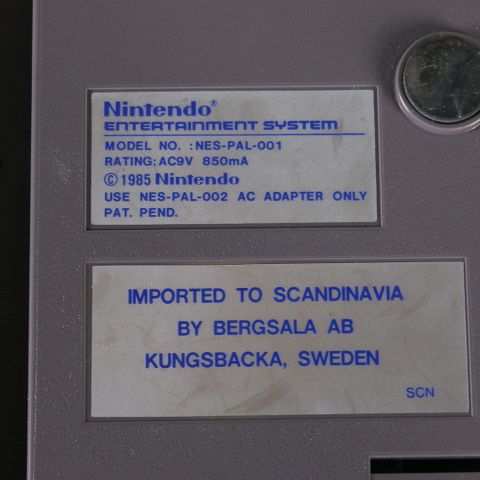 Nintendo®
ENTERTAINMENT SYSTEM
MODEL NO. :NES-PAL-001
RATING:AC9V 850mA
©1985 Nintendo
USE NES-PAL-002 AC ADAPTER ONLY
PAT. PEND.
IMPORTED TO SCANDINAVIA
BY BERGSALA AB
KUNGSBACKA, SWEDEN
SCN